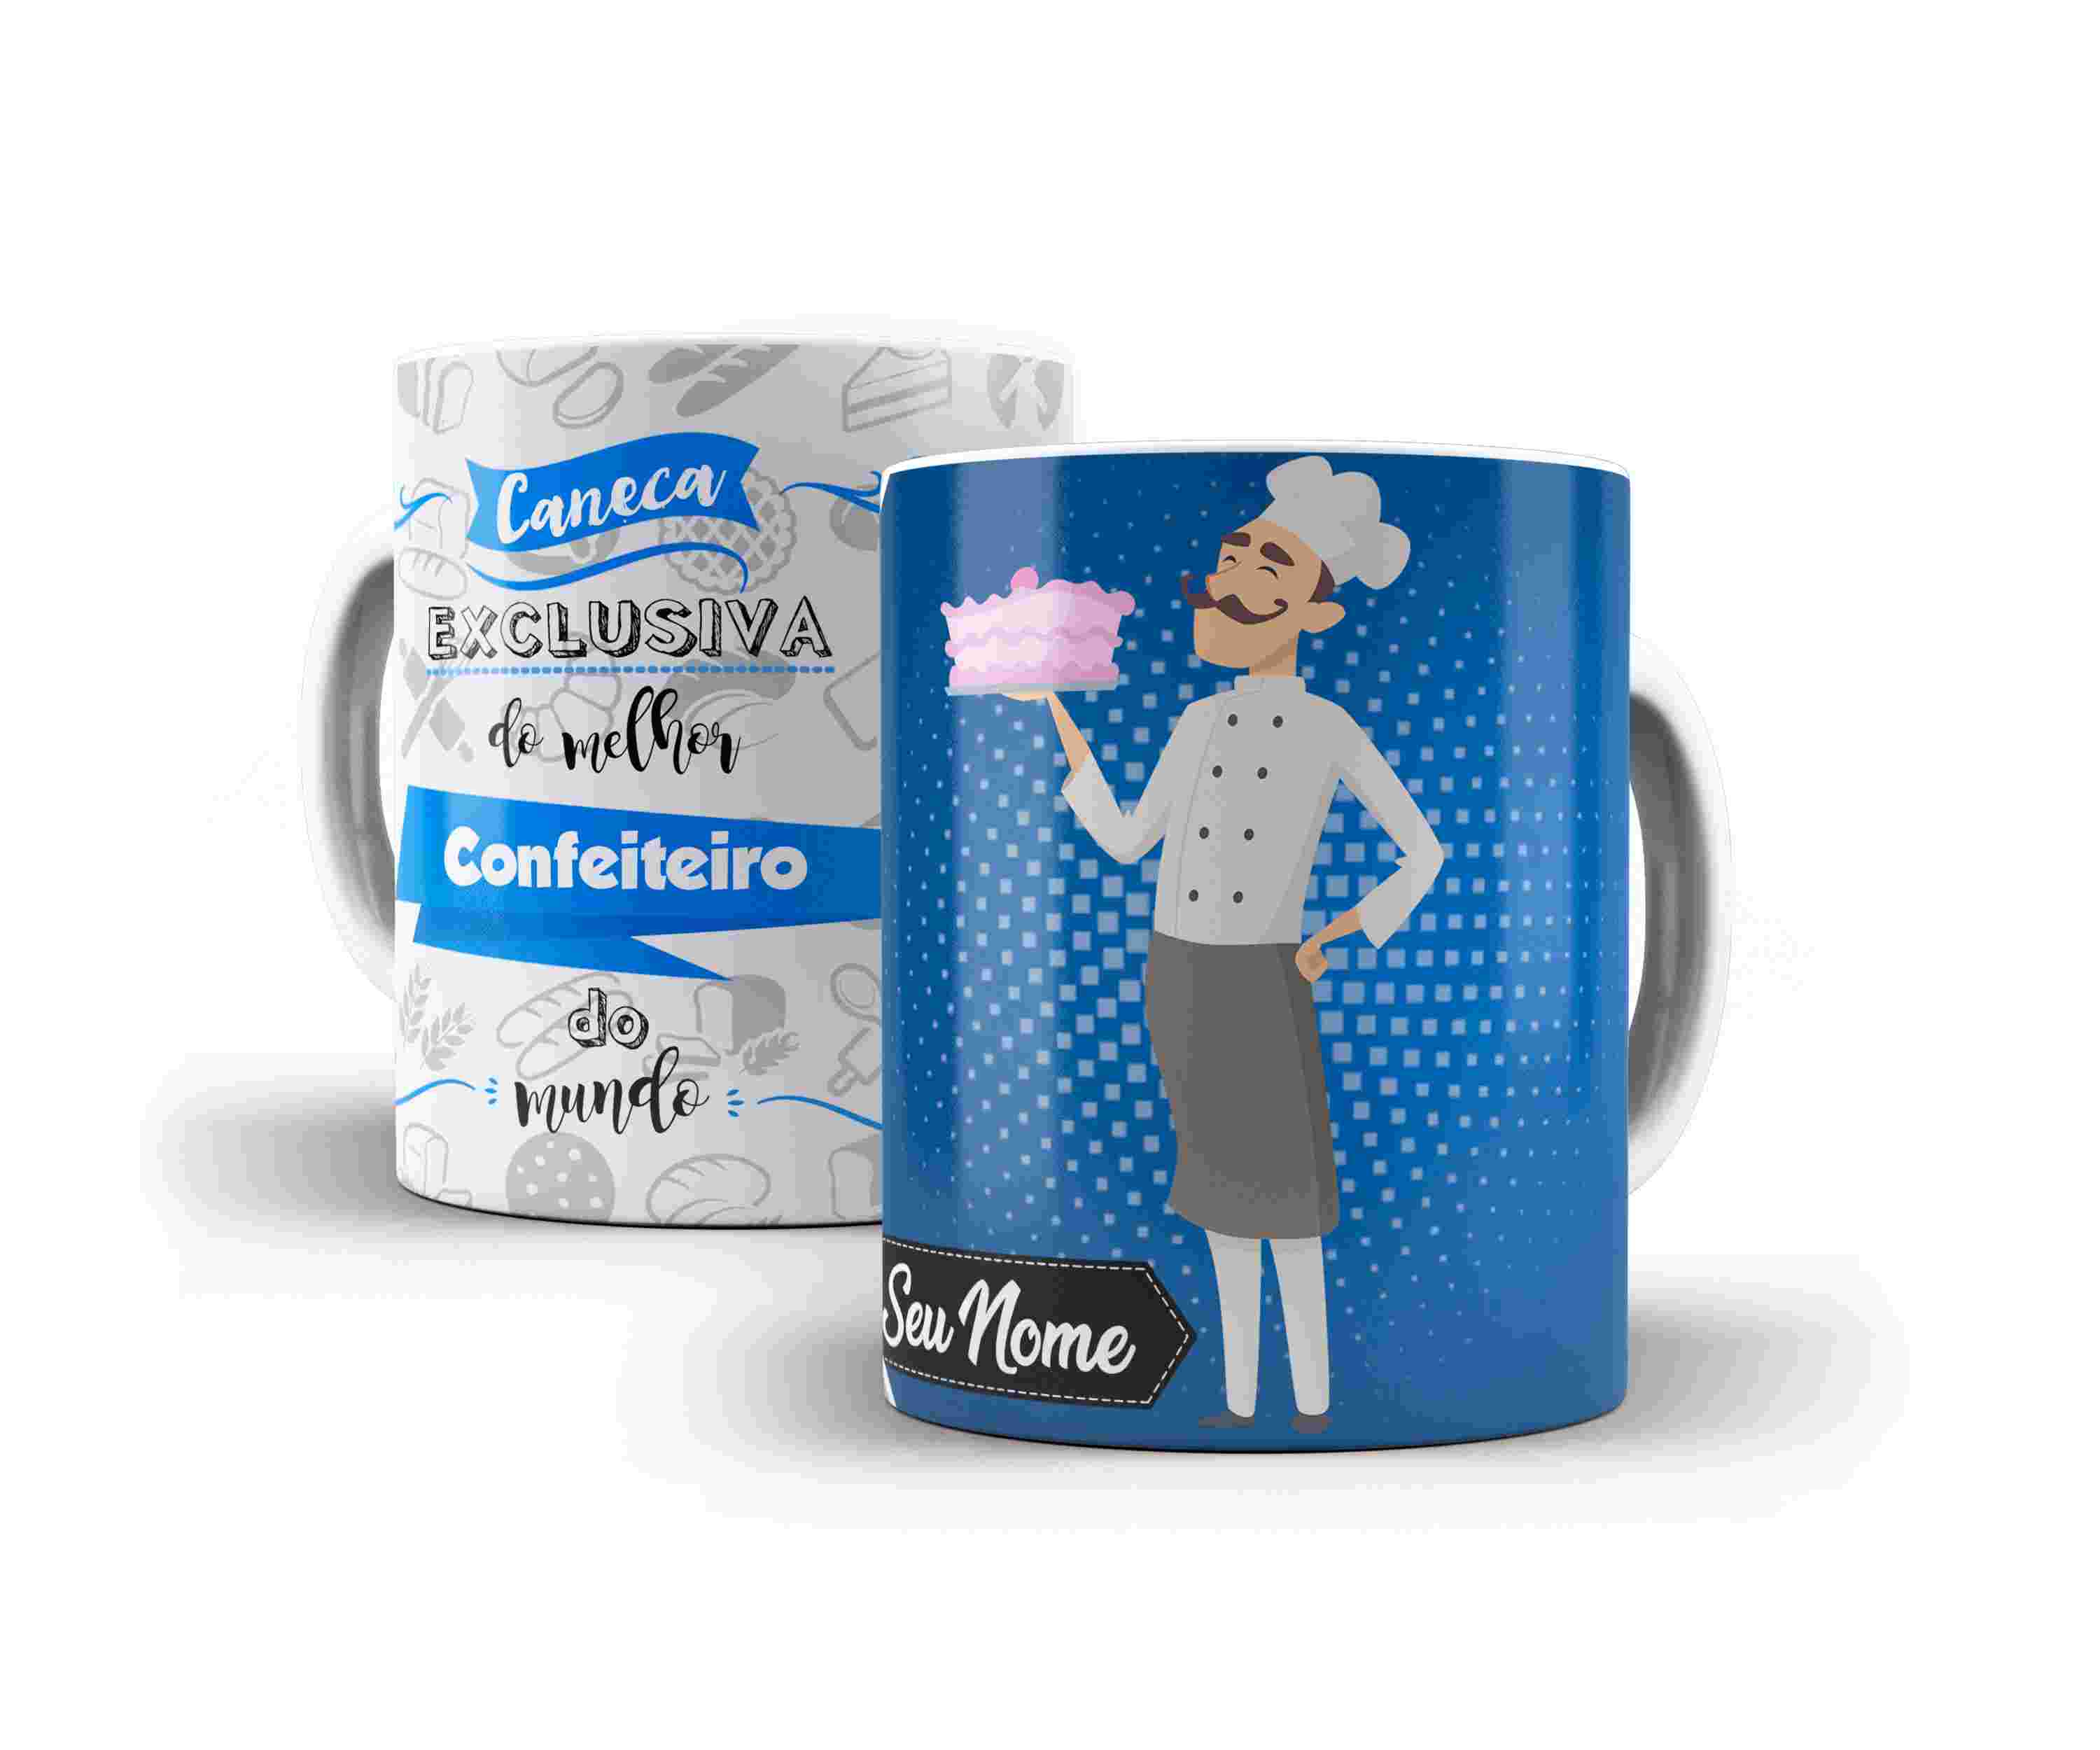 Caneca
EXCLUSIVA
do melhor
Confeiteiro
do
mundo
Seu Nome